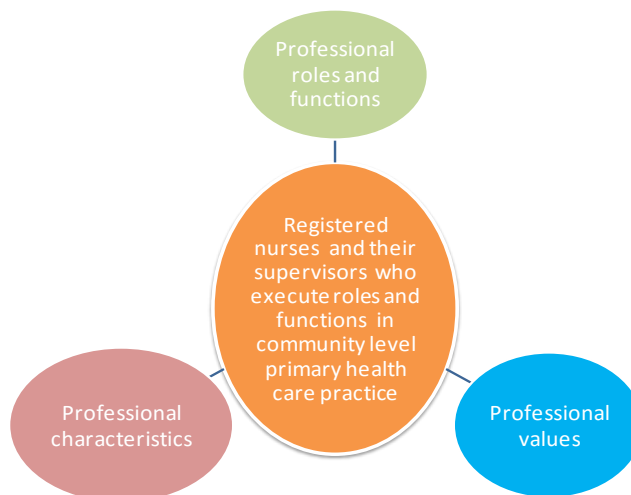 Professional
roles and
functions
Registered
nurses and their
supervisors who
execute roles and
functions in
community level
primary health
care practice
Professional
characteristics
Professional
values